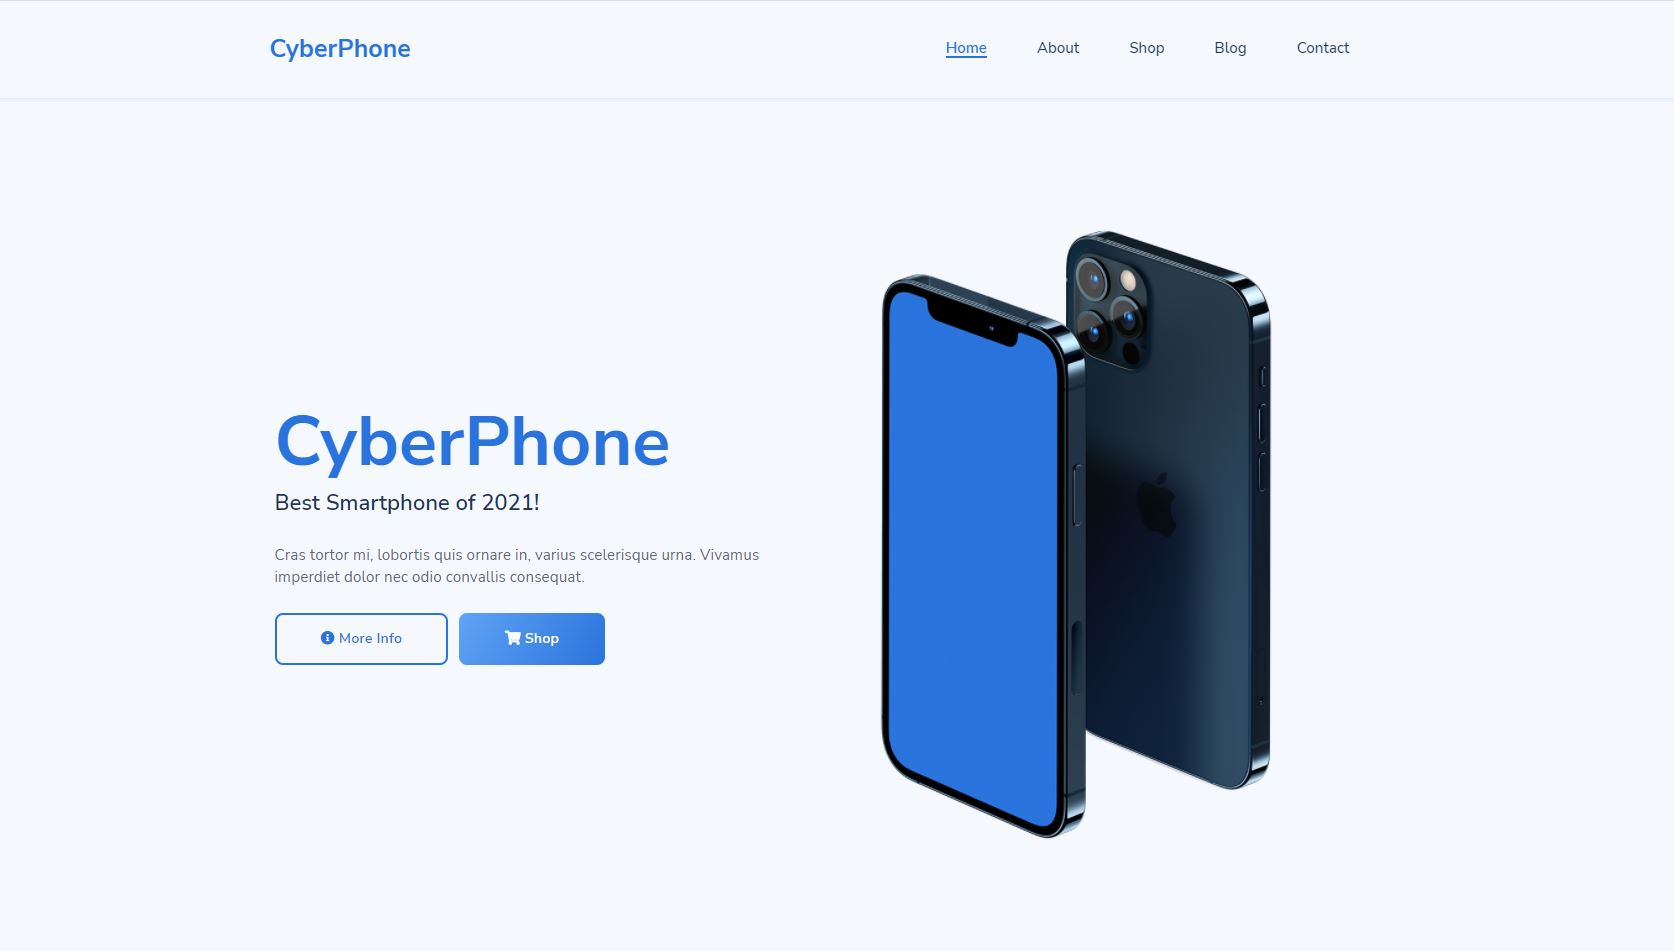 CyberPhone
Home About Shop Blog Contact
CyberPhone
Best Smartphone of 2021!
Cras tortor mi, lobortis quis ornare in, varius scelerisque urna. Vivamus
imperdiet dolor nec odio convallis consequat.
More Info
Shop